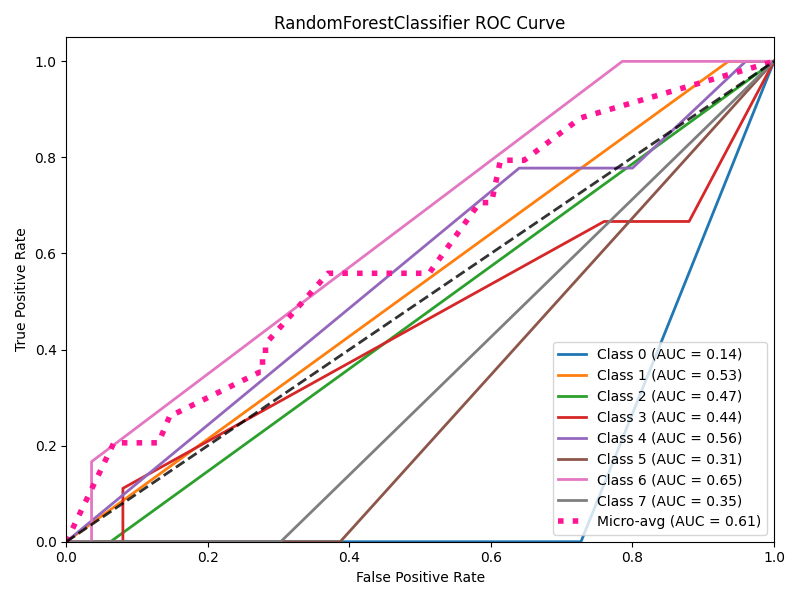 RandomForestClassifier ROC Curve
True Positive Rate
1.0
0.8
0.6
0.4
0.2
0.0
0.0 0.2 0.4 0.6 0.8 1.0
False Positive Rate
Class 0 (AUC = 0.14)
Class 1 (AUC = 0.53)
Class 2 (AUC = 0.47)
Class 3 (AUC = 0.44)
Class 4 (AUC = 0.56)
Class 5 (AUC = 0.31)
Class 6 (AUC = 0.65)
Class 7 (AUC = 0.35)
Micro-avg (AUC = 0.61)